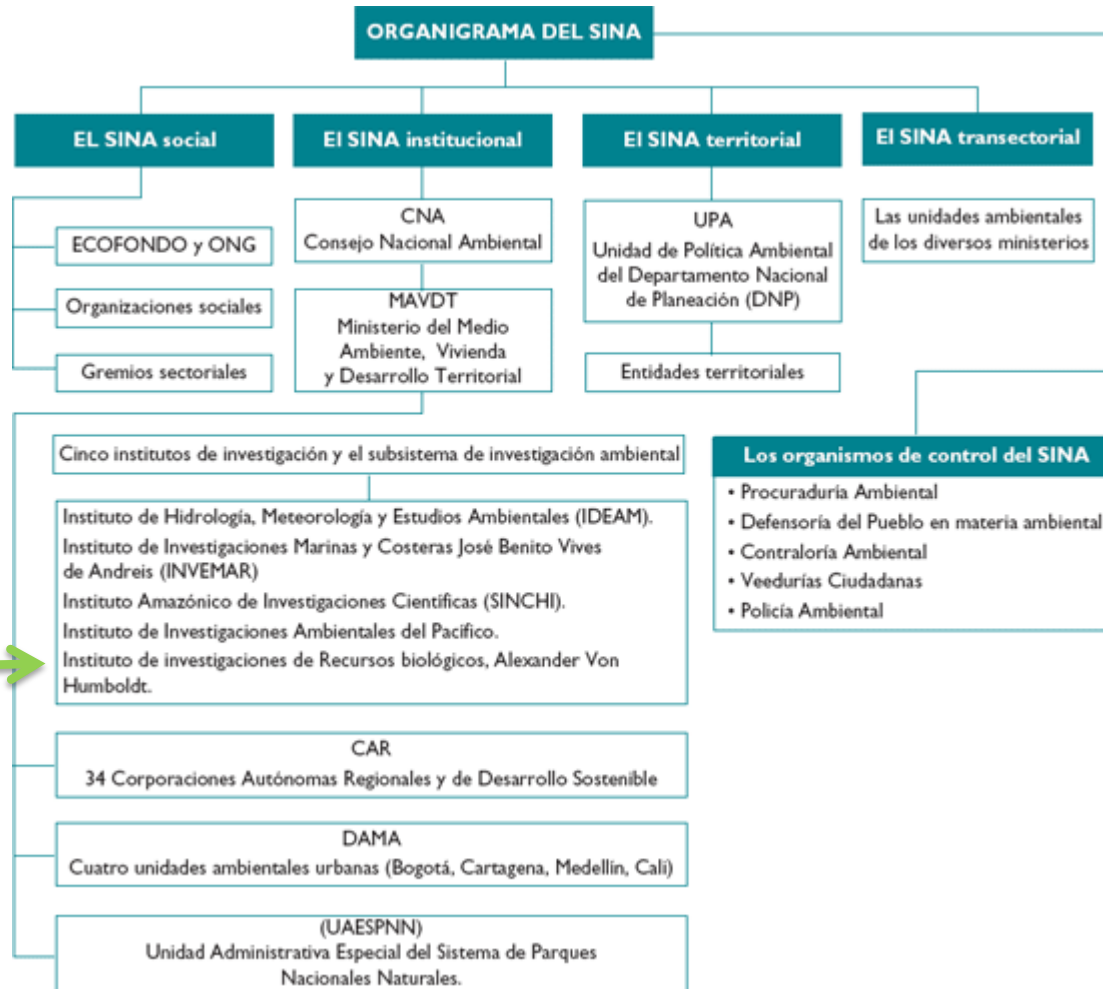 ORGANIGRAMA DEL SINA
EL SINA social
ECOFONDO y ONG
Organizaciones sociales
Gremios sectoriales
El SINA institucional
CNA
Consejo Nacional Ambiental
MAVDT
Ministerio del Medio
Ambiente, Vivienda
y Desarrollo Territorial
El SINA territorial
UPA
Unidad de Política Ambiental
del Departamento Nacional
de Planeación (DNP)
Entidades territoriales
El SINA transectorial
Las unidades ambientales
de los diversos ministerios
Cinco institutos de investigación y el subsistema de investigación ambiental
Instituto de Hidrología, Meteorología y Estudios Ambientales (IDEAM).
Instituto de Investigaciones Marinas y Costeras José Benito Vives
de Andreis (INVEMAR)
Instituto Amazónico de Investigaciones Científicas (SINCHI).
Instituto de Investigaciones Ambientales del Pacífico.
Instituto de investigaciones de Recursos biológicos, Alexander Von
Humboldt.
CAR
34 Corporaciones Autónomas Regionales y de Desarrollo Sostenible
DAMA
Cuatro unidades ambientales urbanas (Bogotá, Cartagena, Medellín, Cali)
(UAESPNN)
Unidad Administrativa Especial del Sistema de Parques
Nacionales Naturales.
Los organismos de control del SINA
• Procuraduría Ambiental
• Defensoría del Pueblo en materia ambiental
• Contraloría Ambiental
• Veedurías Ciudadanas
• Policía Ambiental